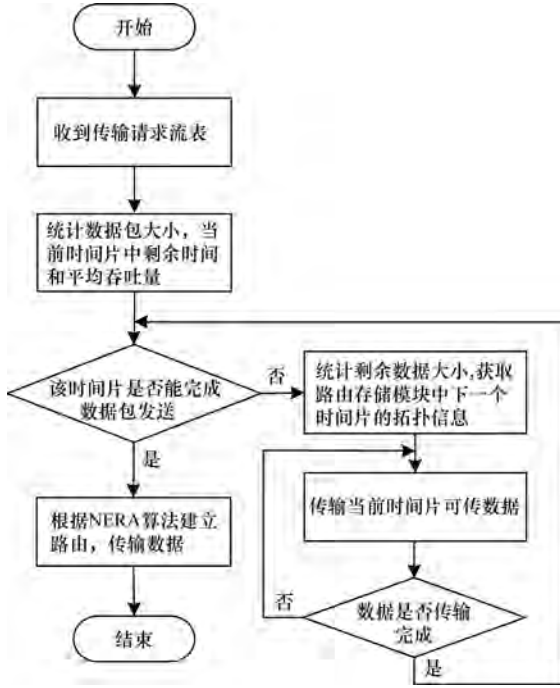 开始
收到传输请求流表
统计数据包大小，当
前时间片中剩余时间
和平均吞吐量
该时间片是否能完成
数据包发送
否
统计剩余数据大小,获取
路由存储模块中下一个
时间片的拓扑信息
是
传输当前时间片可传数据
根据NERA算法建立
路由，传输数据
否
数据是否传输
完成
结束
是